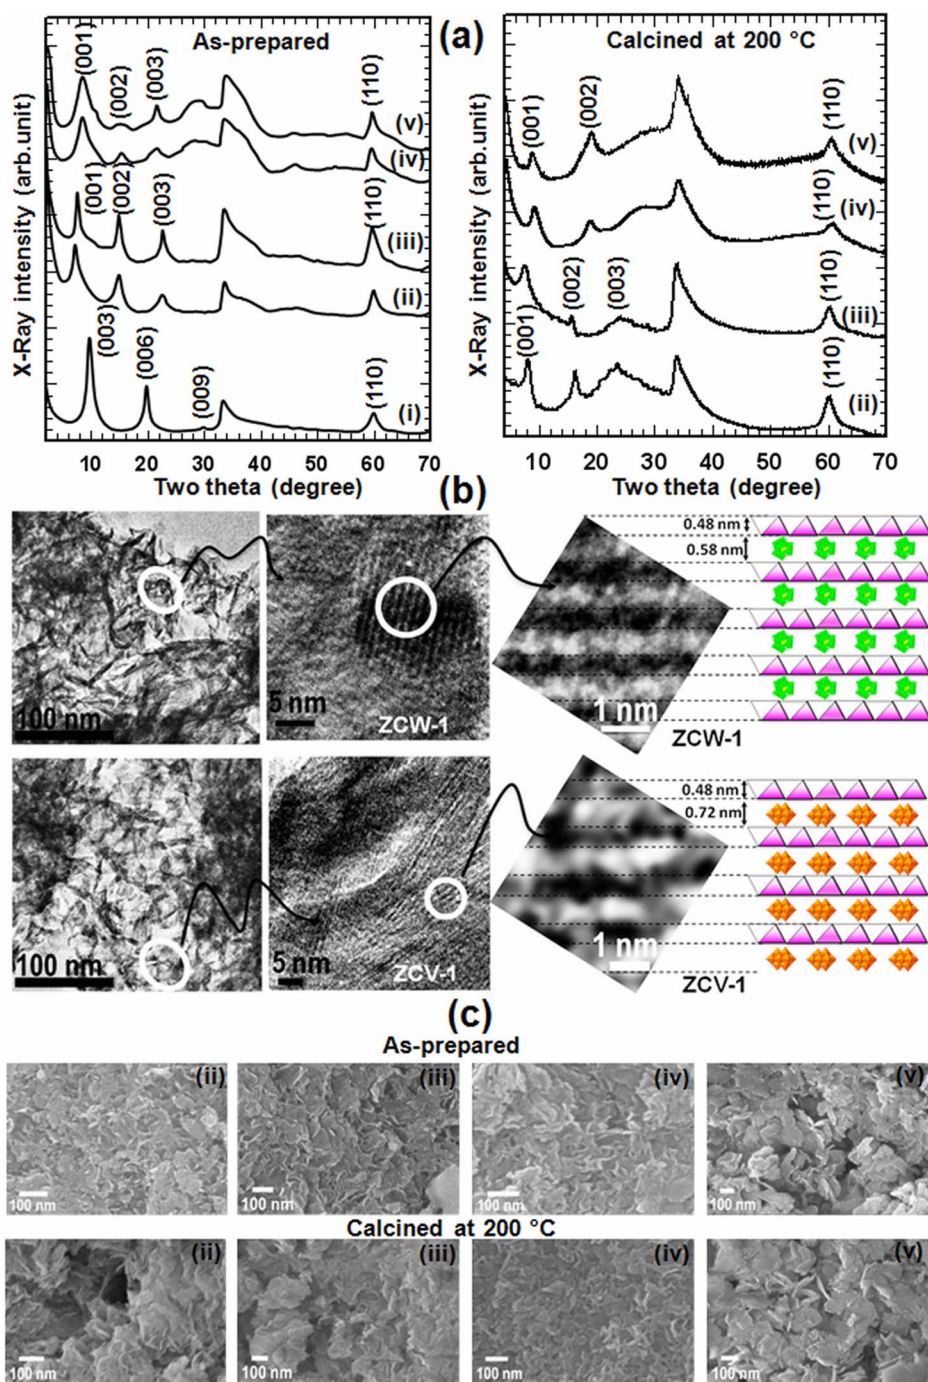 (a)
As-prepared
X-Ray intensity (arb.unit)
(001)
(002)
(003)
(110)
(v)
(iv)
(001)
(002)
(003)
(110)
(iii)
(ii)
(003)
(006)
(009)
(110)
(i)
10 20 30 40 50 60 70
Two theta (degree)
Calcined at 200 °C
X-Ray intensity (arb.unit)
(001)
(002)
(110)
(v)
(110)
(iv)
(002)
(003)
(110)
(iii)
(001)
(110)
(ii)
10 20 30 40 50 60 70
Two theta (degree)
(b)
100 nm
5 nm
ZCW-1
1 nm
ZCW-1
0.48 nm
0.58 nm
100 nm
5 nm
ZCV-1
1 nm
ZCV-1
0.48 nm
0.72 nm
(c)
As-prepared
(ii)
100 nm
(iii)
100 nm
(iv)
100 nm
(v)
100 nm
Calcined at 200 °C
(ii)
100 nm
(iii)
100 nm
(iv)
100 nm
(v)
100 nm